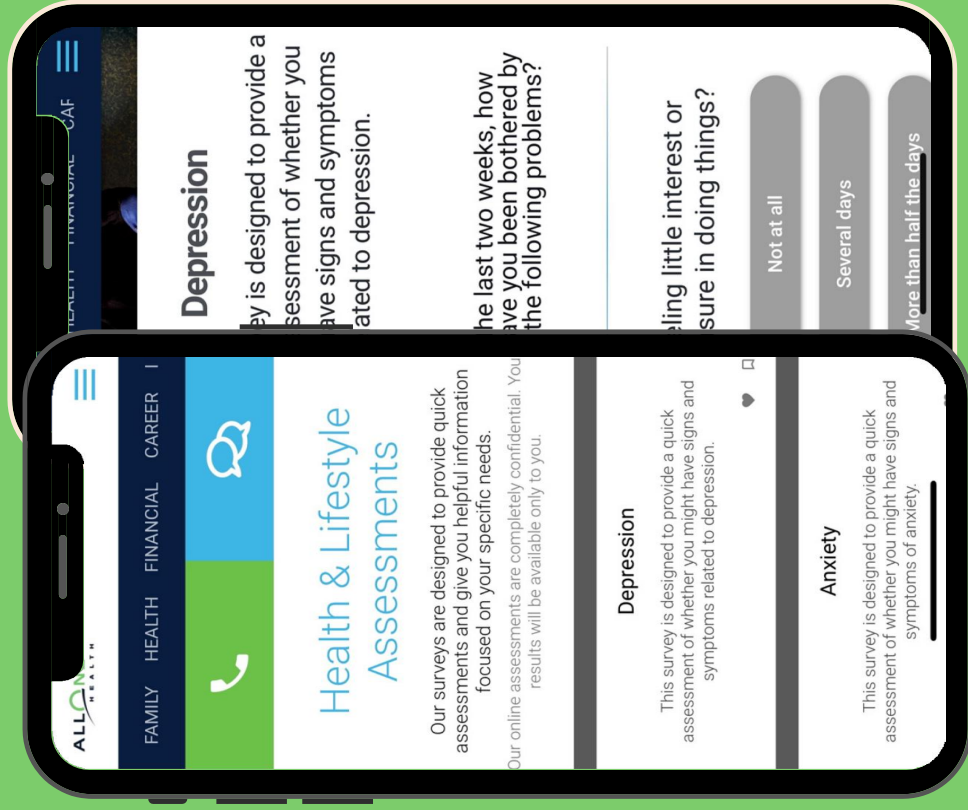 ALLON
HEALTH
FAMILY HEALTH FINANCIAL CAREER
Health & Lifestyle
Assessments
Our surveys are designed to provide quick
assessments and give you helpful information
focused on your specific needs.
Our online assessments are completely confidential. You
results will be available only to you.
Depression
This survey is designed to provide a quick
assessment of whether you might have signs and
symptoms related to depression.
Anxiety
This survey is designed to provide a quick
assessment of whether you might have signs and
symptoms of anxiety.
HEALTH FINANCIAL
Depression
ey is designed to provide a
sessment of whether you
ave signs and symptoms
ated to depression.
he last two weeks, how
ave you been bothered by
the following problems?
eling little interest or
sure in doing things?
Not at all
Several days
More than half the days